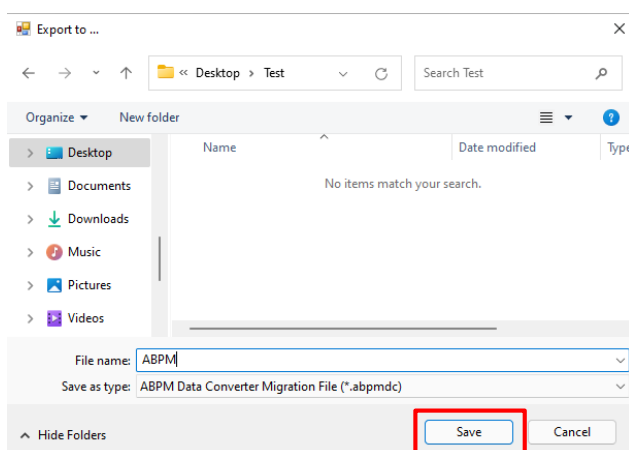 Export to ...
« Desktop > Test
Search Test
Organize
New folder
Name
Date modified
Type
Desktop
No items match your search.
Documents
Downloads
Music
Pictures
Videos
File name: ABPM
Save as type: ABPM Data Converter Migration File (*.abpmdc)
Hide Folders
Save
Cancel